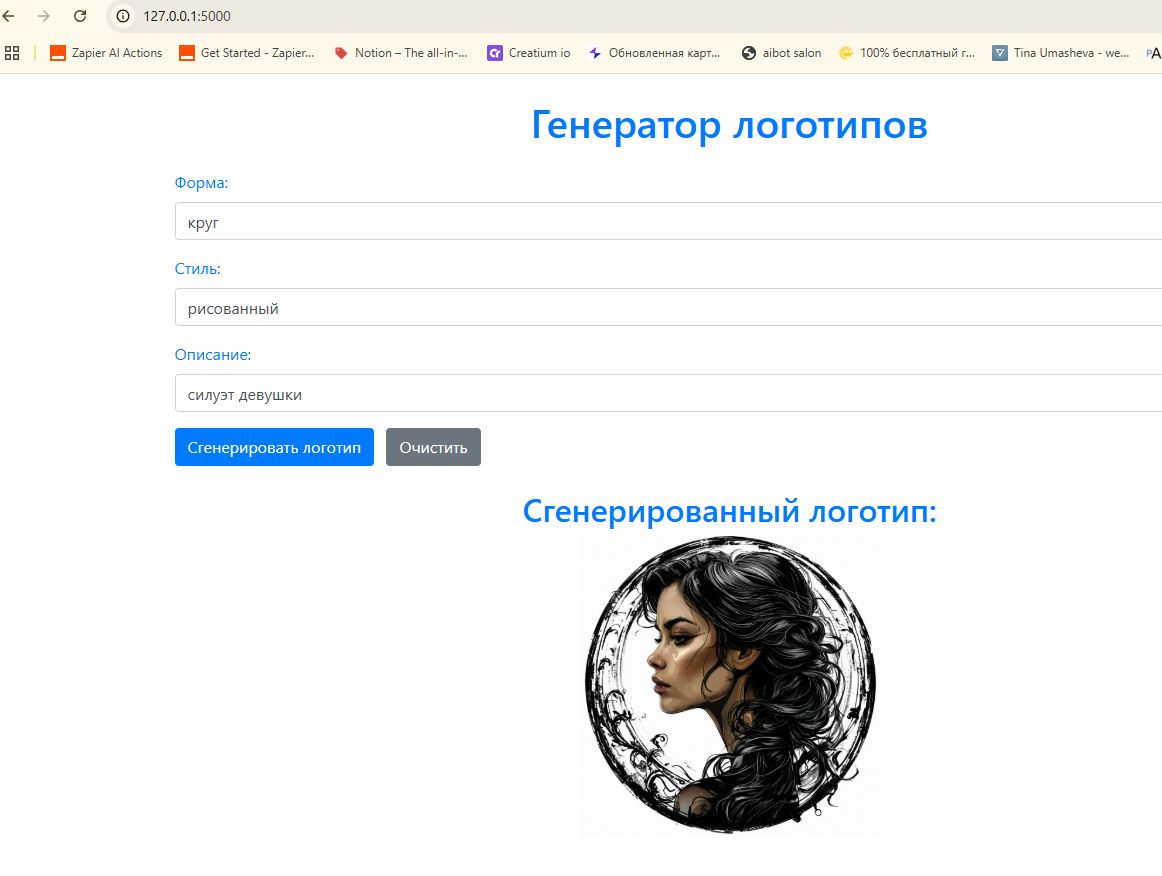 127.0.0.1:5000
Zapier AI Actions Get Started - Zapier... Notion – The all-in-... Creatium io Обновленная карт... aibot salon 100% бесплатный г... Tina Umasheva - we...
Генератор логотипов
Форма:
круг
Стиль:
рисованный
Описание:
силуэт девушки
Сгенерировать логотип Очистить
Сгенерированный логотип: